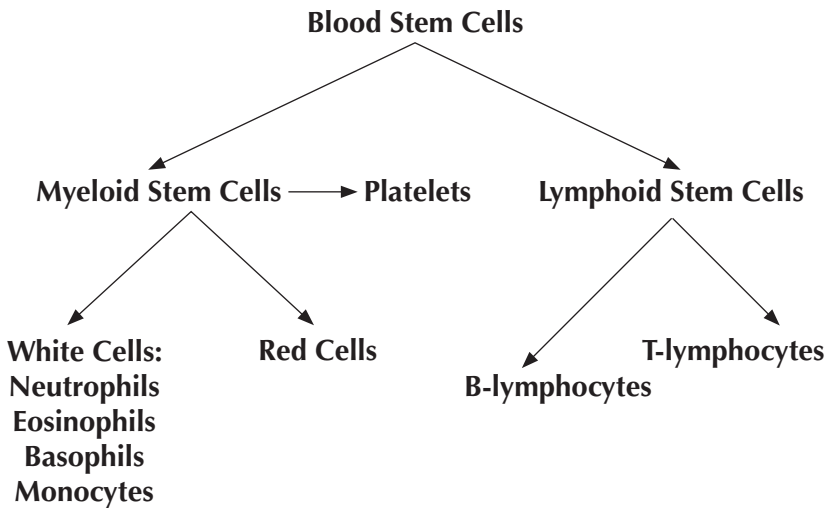 Blood Stem Cells
Myeloid Stem Cells
Platelets
Lymphoid Stem Cells
White Cells:
Neutrophils
Eosinophils
Basophils
Monocytes
Red Cells
B-lymphocytes
T-lymphocytes